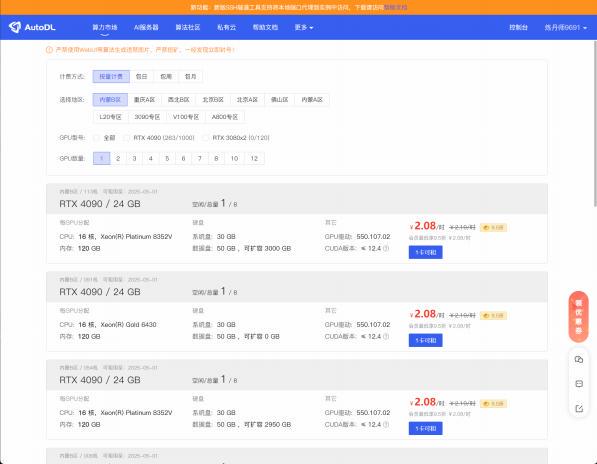 新功能：新版SSH隧道工具支持将本地端口代理到实例中访问，下载请访问帮助文档
AutoDL
算力市场 AI服务器 算法社区 私有云 帮助文档 更多
控制台 炼丹师9691
严禁使用WebUI等算法生成违禁图片，严禁挖矿，一经发现立即封号！
计费方式： 按量计费 包日 包周 包月
选择地区： 内蒙B区 重庆A区 西北B区 北京B区 北京A区 佛山区 内蒙A区
L20专区 3090专区 V100专区 A800专区
GPU型号： 全部 RTX 4090 (263/1000) RTX 3080x2 (0/120)
GPU数量： 1 2 3 4 5 6 7 8 10 12
内蒙B区 / 113机 可租用至：2025-05-01
RTX 4090 / 24 GB 空闲/总量 1 / 8
每GPU分配 硬盘 其它
CPU： 16 核，Xeon(R) Platinum 8352V 系统盘： 30 GB GPU驱动： 550.107.02
内存： 120 GB 数据盘： 50 GB，可扩容 3000 GB CUDA版本： ≤ 12.4
￥2.08/时 ￥2.19/时 9.5折
会员最低享9.5折 ￥2.08/时
1卡可租
内蒙B区 / 091机 可租用至：2025-05-01
RTX 4090 / 24 GB 空闲/总量 1 / 8
每GPU分配 硬盘 其它
CPU： 16 核，Xeon(R) Gold 6430 系统盘： 30 GB GPU驱动： 550.107.02
内存： 120 GB 数据盘： 50 GB，可扩容 0 GB CUDA版本： ≤ 12.4
￥2.08/时 ￥2.19/时 9.5折
会员最低享9.5折 ￥2.08/时
1卡可租
领优惠券
内蒙B区 / 054机 可租用至：2025-05-01
RTX 4090 / 24 GB 空闲/总量 1 / 8
每GPU分配 硬盘 其它
CPU： 16 核，Xeon(R) Platinum 8352V 系统盘： 30 GB GPU驱动： 550.107.02
内存： 120 GB 数据盘： 50 GB，可扩容 2950 GB CUDA版本： ≤ 12.4
￥2.08/时 ￥2.19/时 9.5折
会员最低享9.5折 ￥2.08/时
1卡可租
内蒙B区 可租用至：2025-05-01